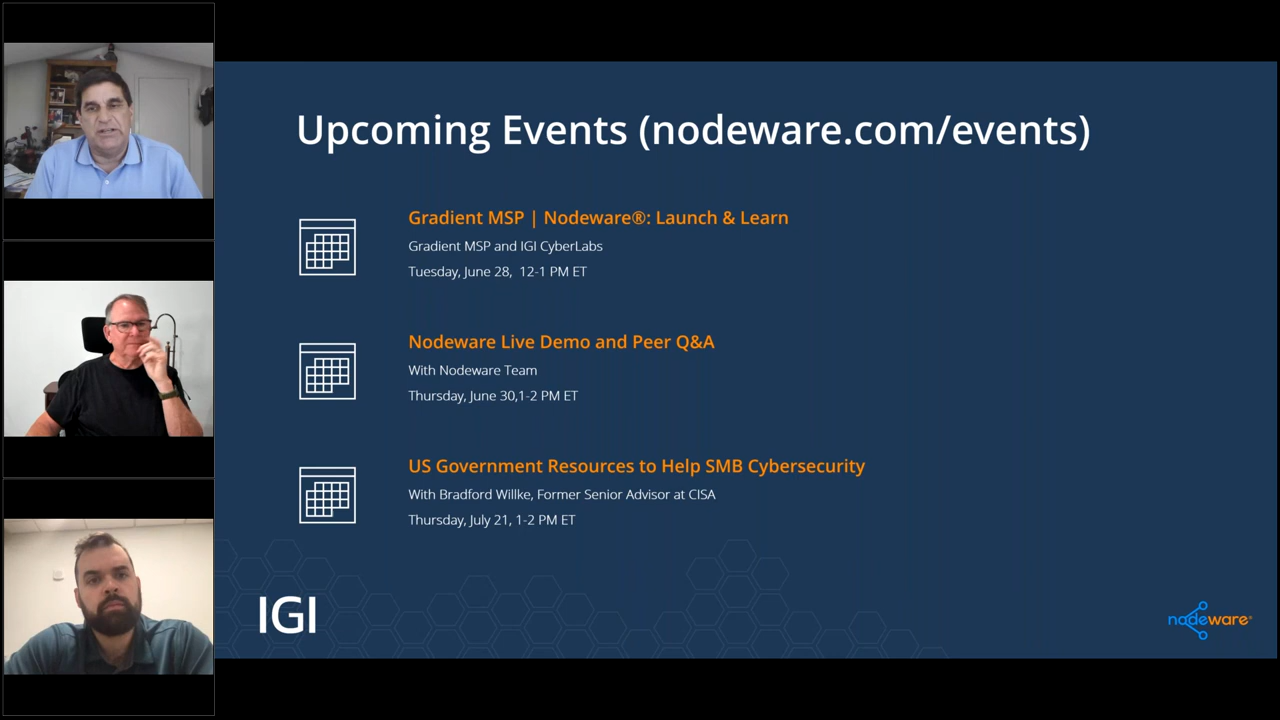 Upcoming Events (nodeware.com/events)
Gradient MSP | Nodeware®: Launch & Learn
Gradient MSP and IGI CyberLabs
Tuesday, June 28, 12-1 PM ET
Nodeware Live Demo and Peer Q&A
With Nodeware Team
Thursday, June 30,1-2 PM ET
US Government Resources to Help SMB Cybersecurity
With Bradford Willke, Former Senior Advisor at CISA
Thursday, July 21, 1-2 PM ET
IGI
nodeware®